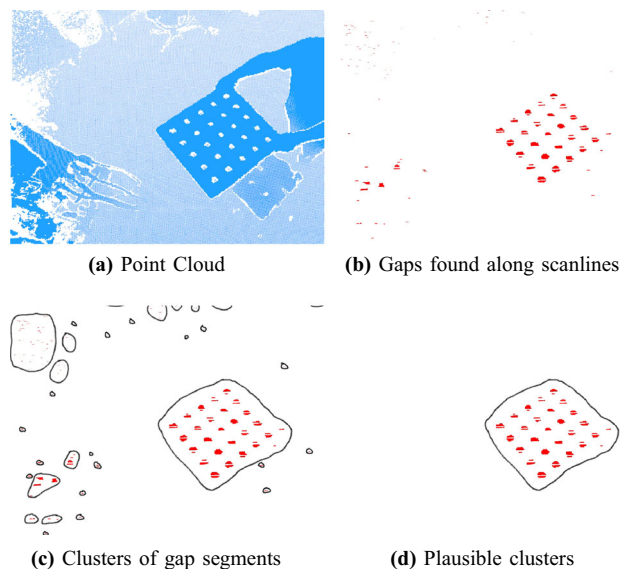 (a) Point Cloud
(b) Gaps found along scanlines
(c) Clusters of gap segments
(d) Plausible clusters